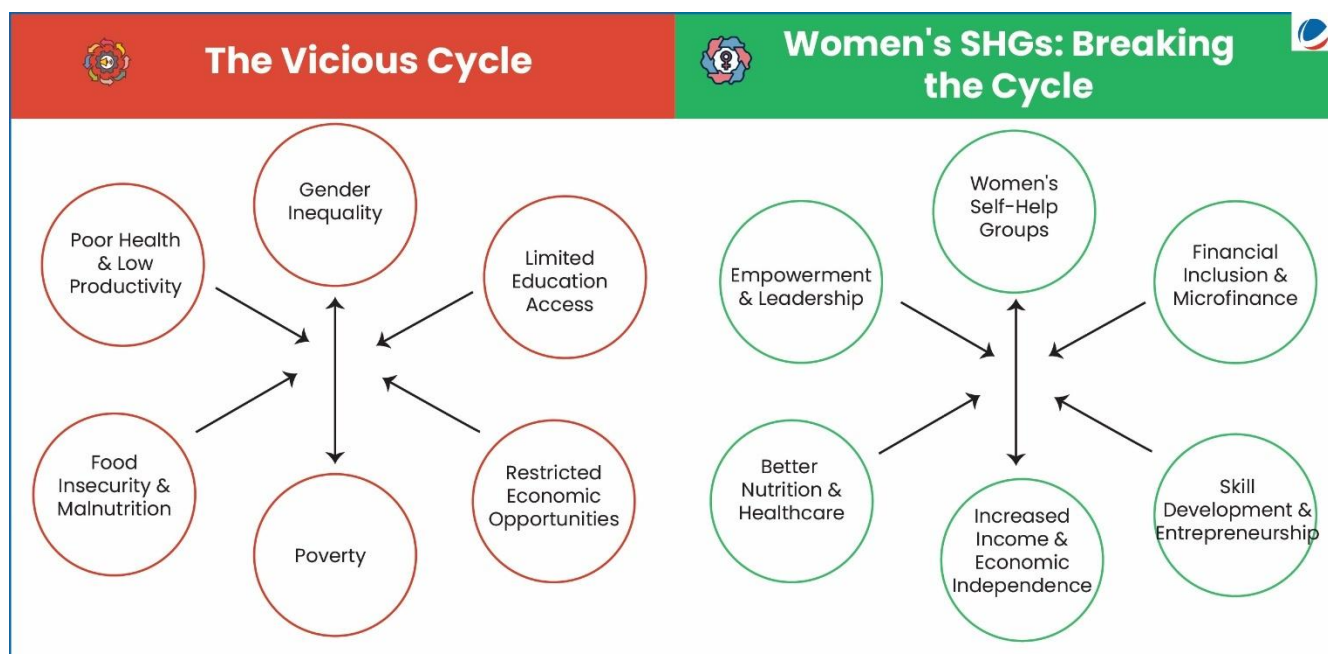 The Vicious Cycle
Women's SHGs: Breaking
the Cycle
Gender
Inequality
Limited
Education
Access
Restricted
Economic
Opportunities
Poverty
Food
Insecurity &
Malnutrition
Poor Health
& Low
Productivity
Women's
Self-Help
Groups
Financial
Inclusion &
Microfinance
Skill
Development &
Entrepreneurship
Increased
Income &
Economic
Independence
Better
Nutrition &
Healthcare
Empowerment
& Leadership